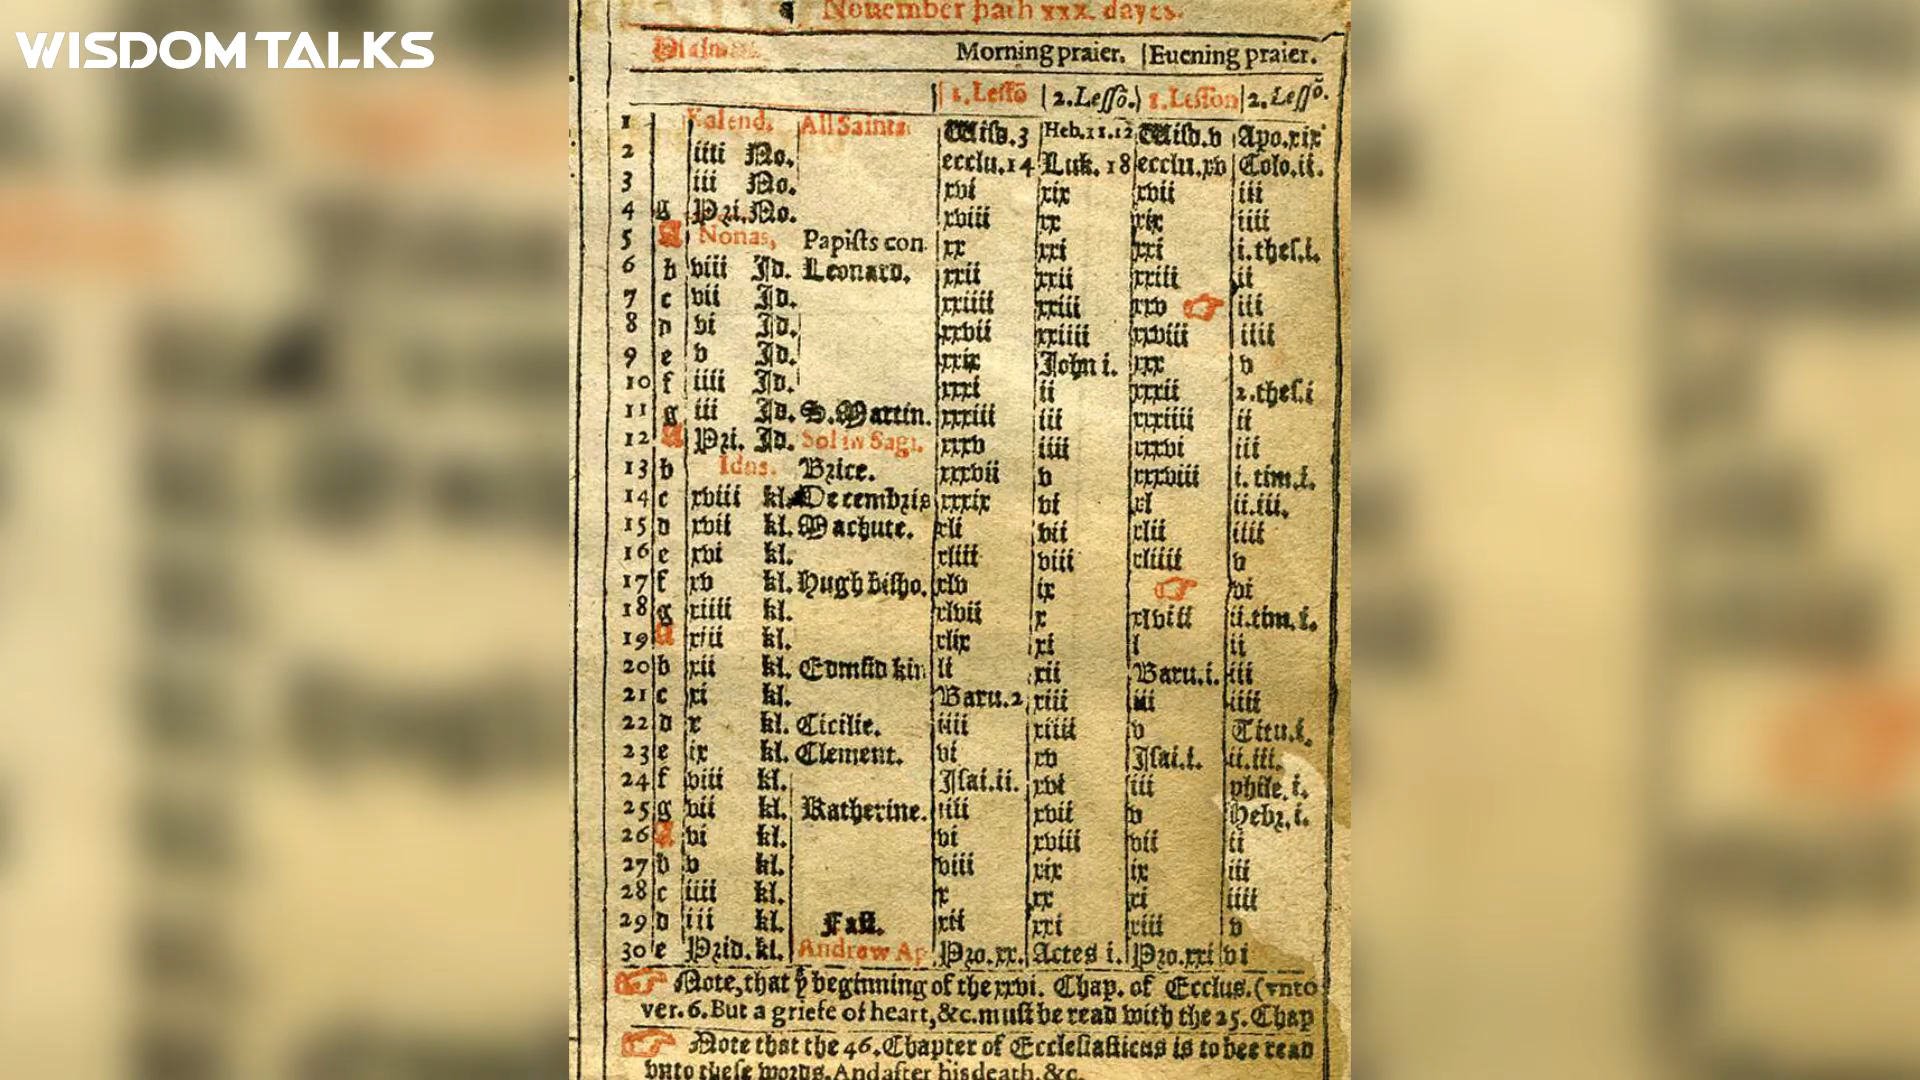 WISDOM TALKS
Nouember hath xxx. dayes.
Morning praier. Euening praier.
1.Lessō 2.Lessō. 1.Lesson 2.Lessō.
1 Kalend. All Saints Wisd.3 Heb.11.12 Wisd.v Apo.xix
2 iiii No. ecclu.14 Luk.18 ecclu.xv Colo.ii.
3 iii No. xvi xix xvii iii
4 g Pri.No. xviii xx xix iiii
5 A Nonas, Papists con xx xxi xxi i.thes.i.
6 b viii Id. Leonard. xxii xxii xxiii ii
7 c vii Id. xxiiii xxiii xxv iii
8 d vi Id. xxvii xxiiii xxviii iiii
9 e v Id. xxix John i. xxx v
10 f iiii Id. xxxi ii xxxii 2.thes.i
11 g iii Id. S.Martin. xxxiii iii xxxiiii ii
12 A Pri. Id. Sol in Sagi. xxxv iiii xxxvi iii
13 b Idus. Brice. xxxvii v xxxviii i.tim.i.
14 c xviii kl. Decembris xxxix vi xl ii.iii.
15 d xvii kl. Machute. xli vii xlii iiii
16 e xvi kl. xliii viii xliiii v
17 f xv kl. Hugh bisho. xlv ix vi
18 g xiiii kl. xlvii x xlviii ii.tim.i.
19 A xiii kl. xlix xi l ii
20 b xii kl. Edmūd kin li xii Baru.i. iii
21 c xi kl. Baru.2 xiii iii iiii
22 d x kl. Cicilie. iiii xiiii v Titu.i.
23 e ix kl. Clement. vi xv Isai.i. ii.iii.
24 f viii kl. Isai.ii. xvi iii phile.i.
25 g vii kl. Katherine. iiii xvii v Hebr.i.
26 A vi kl. vi xviii vii ii
27 b v kl. viii xix ix iii
28 c iiii kl. x xx xi iiii
29 d iii kl. Fast. xii xxi xiii v
30 e Prid.kl. Andrew Ap Pro.xx. Actes i. Pro.xxi vi
Note, that yᵉ beginning of the xxvi. Chap. of Ecclus.(vnto
ver.6.But a griefe of heart,&c.must be read with the 25.Chap
Note that the 46.Chapter of Ecclesiasticus is to bee read
vnto these words,And after his death,&c.